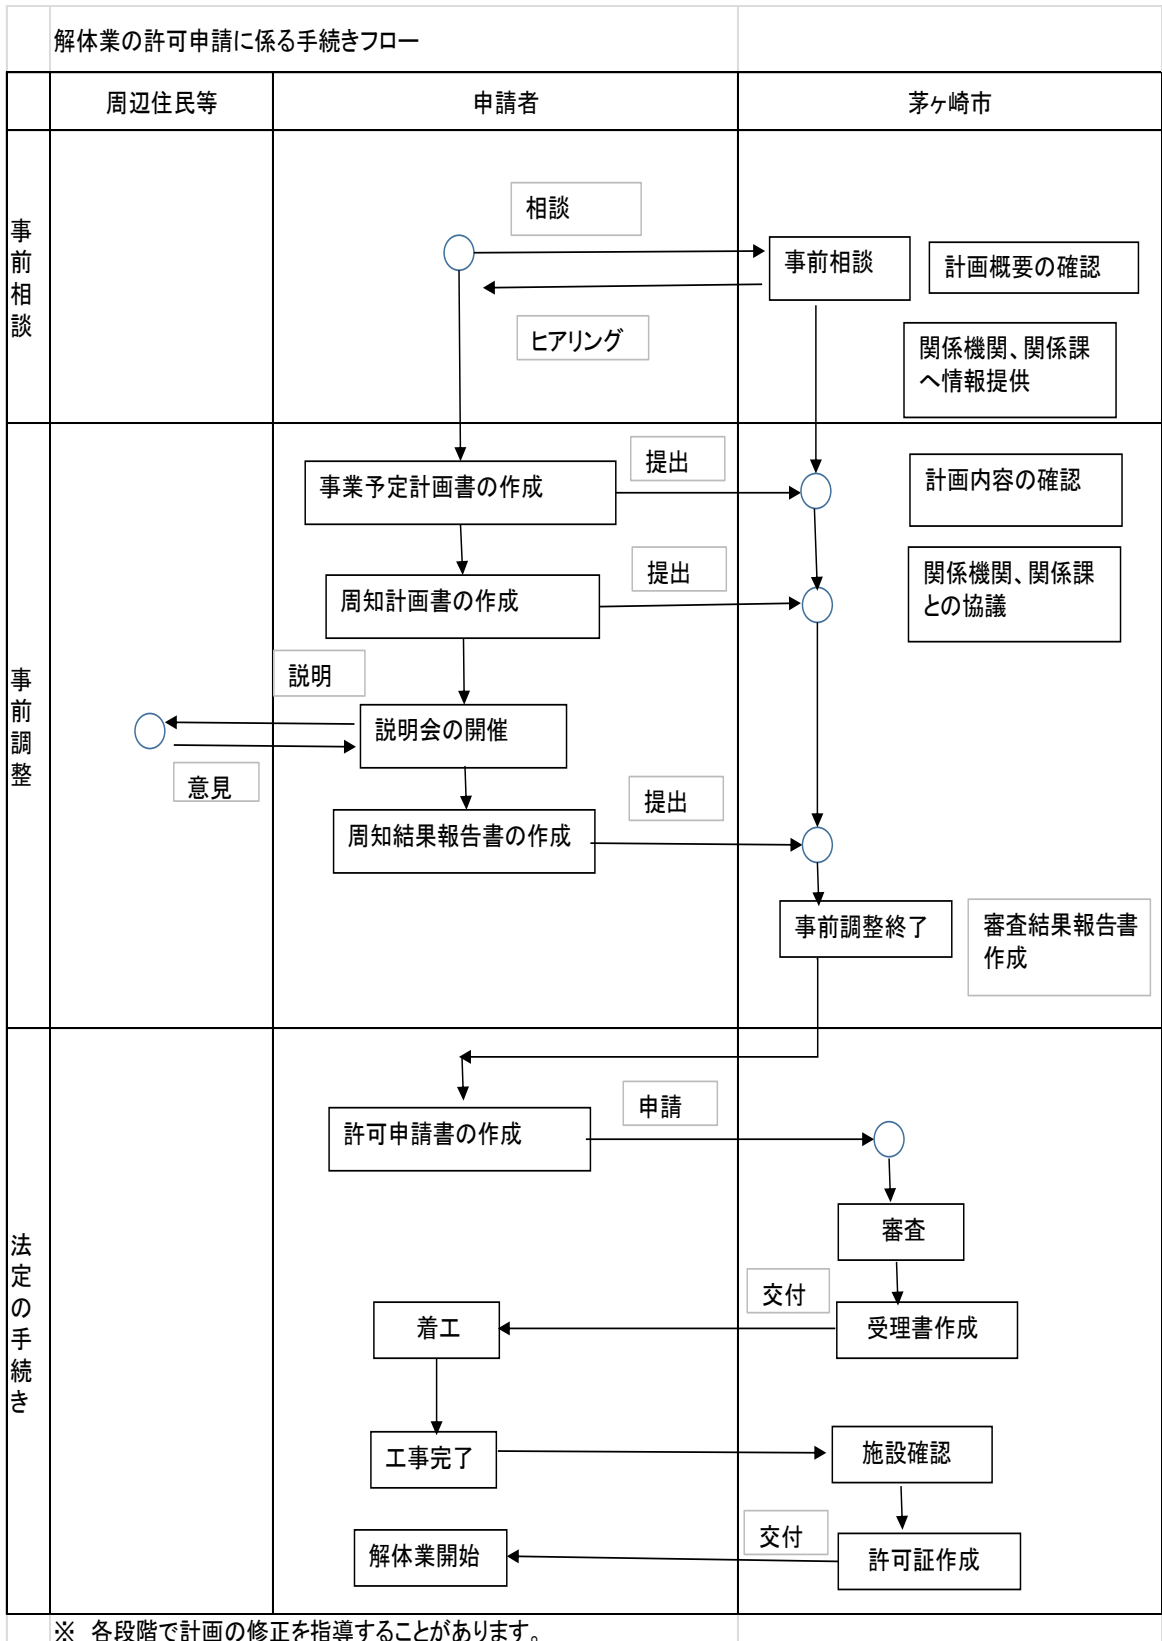 解体業の許可申請に係る手続きフロー
周辺住民等
申請者
茅ヶ崎市
事前相談
相談
事前相談
計画概要の確認
ヒアリング
関係機関、関係課
へ情報提供
事前調整
事業予定計画書の作成
提出
計画内容の確認
周知計画書の作成
提出
関係機関、関係課
との協議
説明
説明会の開催
意見
周知結果報告書の作成
提出
事前調整終了
審査結果報告書
作成
法定の手続き
許可申請書の作成
申請
審査
交付
着工
受理書作成
工事完了
施設確認
交付
解体業開始
許可証作成
※ 各段階で計画の修正を指導することがあります。